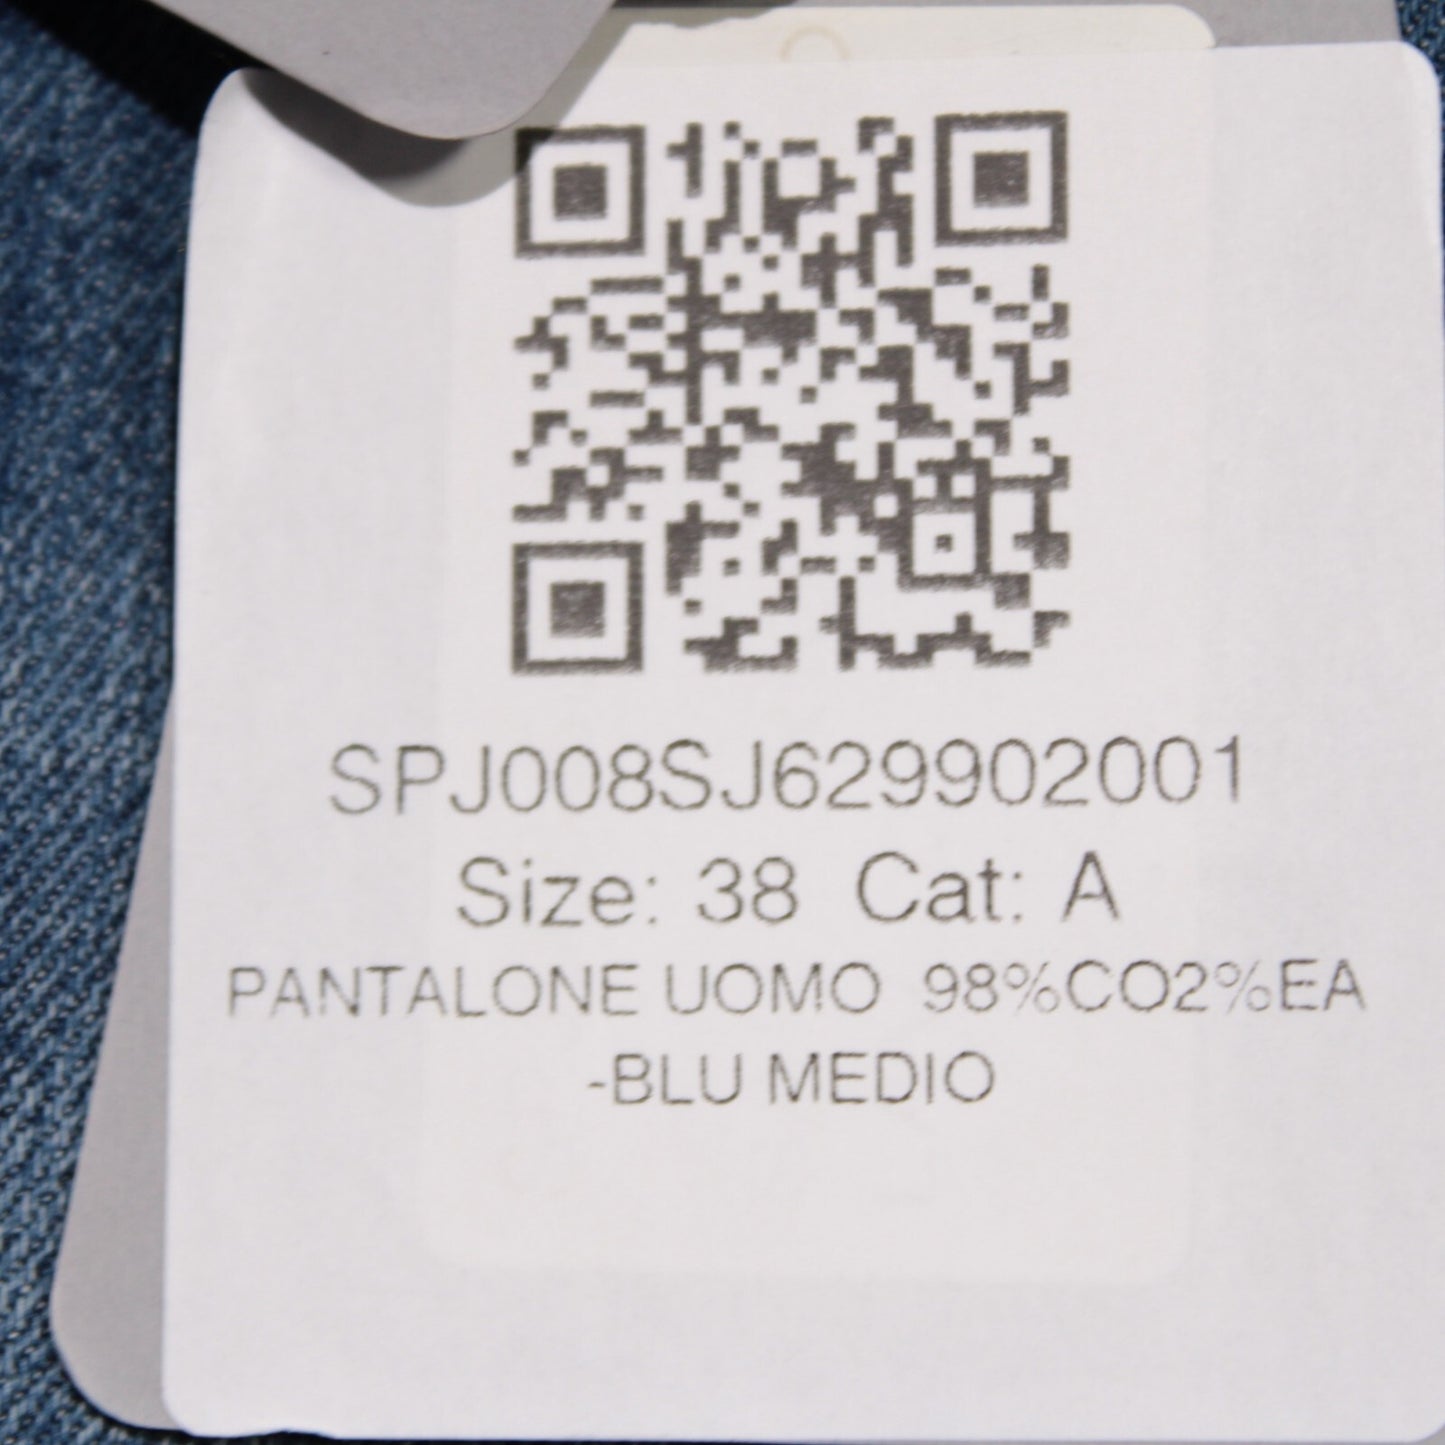 SPJ008SJ629902001
Size: 38 Cat: A
PANTALONE UOMO 98%CO2%EA
-BLU MEDIO